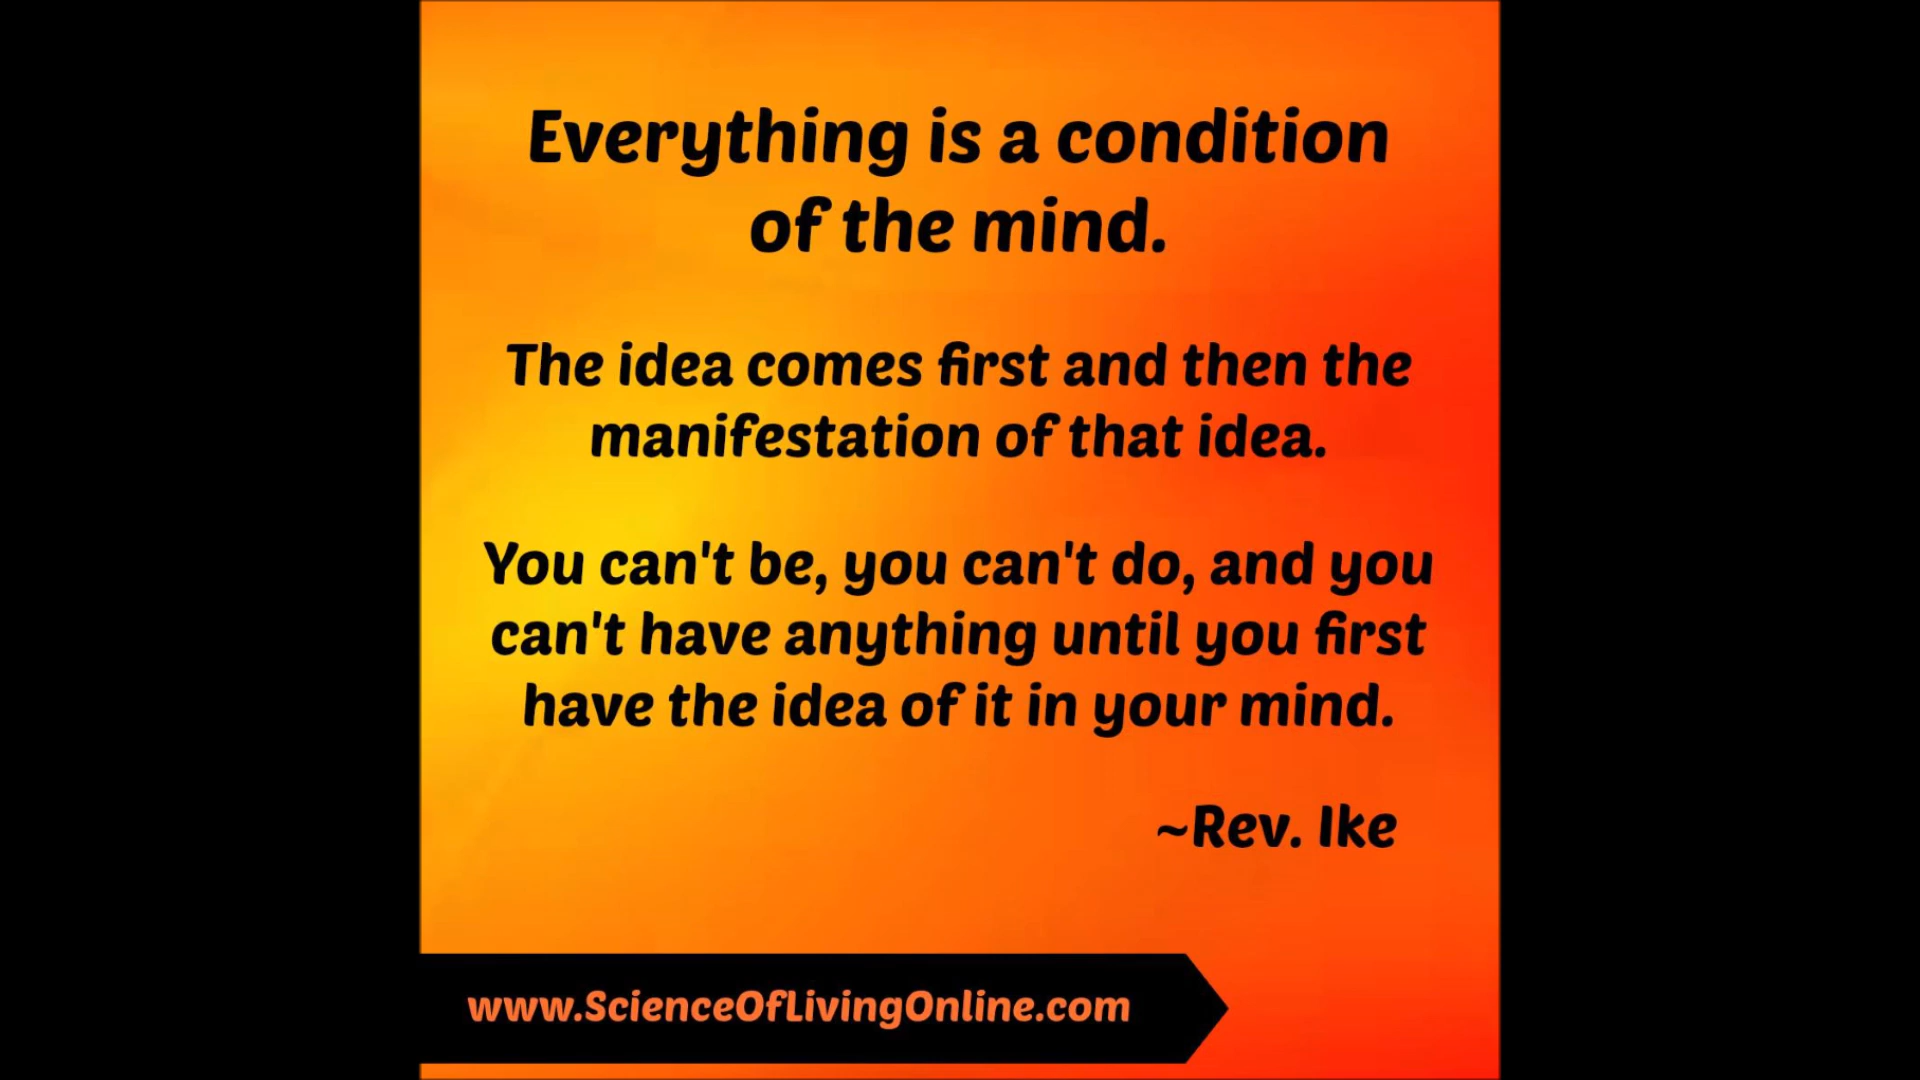 Everything is a condition
of the mind.
The idea comes first and then the
manifestation of that idea.
You can't be, you can't do, and you
can't have anything until you first
have the idea of it in your mind.
~Rev. Ike
www.ScienceOfLivingOnline.com